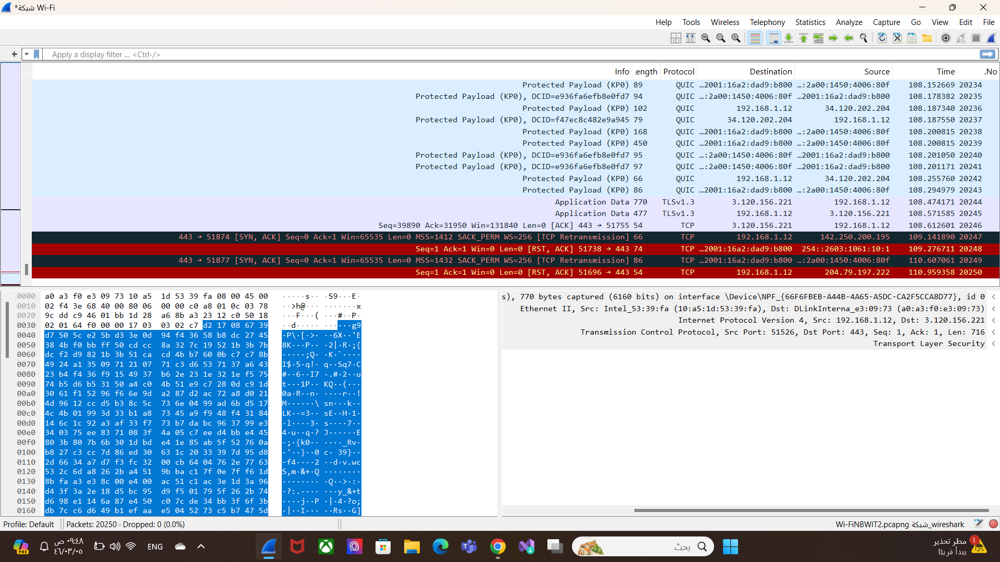 *شبكة Wi-Fi
File Edit View Go Capture Analyze Statistics Telephony Wireless Tools Help
Apply a display filter … <Ctrl-/>
No. Time Source Destination Protocol Length Info
20234 108.152669 2a00:1450:4006:80f:… 2001:16a2:dad9:b800… QUIC 89 Protected Payload (KP0)
20235 108.178382 2001:16a2:dad9:b800… 2a00:1450:4006:80f:… QUIC 94 Protected Payload (KP0), DCID=e936fa6efb8e0fd7
20236 108.187340 34.120.202.204 192.168.1.12 QUIC 102 Protected Payload (KP0)
20237 108.187550 192.168.1.12 34.120.202.204 QUIC 79 Protected Payload (KP0), DCID=f47ec8c482e9a945
20238 108.200815 2a00:1450:4006:80f:… 2001:16a2:dad9:b800… QUIC 168 Protected Payload (KP0)
20239 108.200815 2a00:1450:4006:80f:… 2001:16a2:dad9:b800… QUIC 450 Protected Payload (KP0)
20240 108.201050 2001:16a2:dad9:b800… 2a00:1450:4006:80f:… QUIC 95 Protected Payload (KP0), DCID=e936fa6efb8e0fd7
20241 108.201171 2001:16a2:dad9:b800… 2a00:1450:4006:80f:… QUIC 97 Protected Payload (KP0), DCID=e936fa6efb8e0fd7
20242 108.255760 34.120.202.204 192.168.1.12 QUIC 66 Protected Payload (KP0)
20243 108.294979 2a00:1450:4006:80f:… 2001:16a2:dad9:b800… QUIC 86 Protected Payload (KP0)
20244 108.474171 192.168.1.12 3.120.156.221 TLSv1.3 770 Application Data
20245 108.571585 3.120.156.221 192.168.1.12 TLSv1.3 477 Application Data
20246 108.612601 192.168.1.12 3.120.156.221 TCP 54 51755 → 443 [ACK] Seq=39890 Ack=31950 Win=131840 Len=0
20247 109.141890 142.250.200.195 192.168.1.12 TCP 66 [TCP Retransmission] 443 → 51874 [SYN, ACK] Seq=0 Ack=1 Win=65535 Len=0 MSS=1412 SACK_PERM WS=256
20248 109.276711 2603:1061:10:1::254 2001:16a2:dad9:b800… TCP 74 443 → 51738 [RST, ACK] Seq=1 Ack=1 Win=0 Len=0
20249 110.607061 2a00:1450:4006:80f:… 2001:16a2:dad9:b800… TCP 86 [TCP Retransmission] 443 → 51877 [SYN, ACK] Seq=0 Ack=1 Win=65535 Len=0 MSS=1432 SACK_PERM WS=256
20250 110.959358 204.79.197.222 192.168.1.12 TCP 54 443 → 51696 [RST, ACK] Seq=1 Ack=1 Win=0 Len=0
0000 a0 a3 f0 e3 09 73 10 a5 1d 53 39 fa 08 00 45 00 ·····s·· ·S9···E·
0010 02 f4 3e 68 40 00 80 06 00 00 c0 a8 01 0c 03 78 ··>h@··· ·······x
0020 9c dd c9 46 01 bb 1d 28 a6 8b a3 23 12 c0 50 18 ···F···( ···#··P·
0030 02 01 64 f0 00 00 17 03 03 02 c7 d2 17 08 67 39 ··d····· ······g9
0040 d7 50 5c e2 5b d3 3e 0d 94 f4 36 58 b8 dc 27 45 ·P\·[·>· ··6X··'E
0050 38 4b f0 bb ff 50 cd cc 8a 32 7c 19 52 1b 3b 7b 8K···P·· ·2|·R·;{
0060 dc f2 d9 82 1b 3b 51 ca cd 4b b7 60 0b c7 c7 8b ·····;Q· ·K·`····
0070 49 24 a1 35 09 71 21 07 71 c3 d6 53 71 37 a6 43 I$·5·q!· q··Sq7·C
0080 23 b4 f4 36 f9 15 49 37 b6 2e 23 1e 32 1e f5 75 #··6··I7 ·.#·2··u
0090 74 b5 d6 b5 31 50 a4 c0 4b 51 e9 c7 28 0d c9 1d t···1P·· KQ··(···
00a0 30 61 f1 52 96 f6 6e 9d a2 87 d2 ac 72 a8 d0 21 0a·R··n· ····r··!
00b0 4d 96 12 cc d5 b3 8c 5c 73 6e 04 99 ad 6b d5 17 M······\ sn···k··
00c0 4c 4b 01 99 3d 33 b1 a8 73 45 a9 f9 48 f4 31 84 LK··=3·· sE··H·1·
00d0 14 6c 1c 92 a3 af 33 f7 73 b7 da bc 96 37 99 e3 ·l····3· s····7··
00e0 34 03 75 ee 83 71 08 3f 4a 05 c7 ee d4 bb e4 45 4·u··q·? J······E
00f0 80 3b 80 7b 6b 30 1d bd e4 1e 85 ab 5f 52 76 0a ·;·{k0·· ····_Rv·
0100 b8 27 c3 cc 7d 86 ed 30 63 1c 20 33 39 7d 95 d8 ·'··}··0 c· 39}··
0110 2d 66 34 a7 d7 f3 fc 32 00 cb 64 04 76 2e 77 63 -f4····2 ··d·v.wc
0120 53 2c 6d a8 26 2b a4 51 9b ba c1 7f 0e 7f f6 1d S,m·&+·Q ········
0130 8b fa a3 e3 8c 00 e4 00 ac 51 c1 ac 3e 1d 3a 96 ········ ·Q··>·:·
0140 d4 3f 3a 2e 18 d5 bc 95 d9 f5 01 79 5f 26 2b 74 ·?:.···· ···y_&+t
0150 d6 98 e1 14 6a 87 e4 50 c0 7c de 34 bb 3f 6f 3b ····j··P ·|·4·?o;
0160 db 7c c6 d6 49 b1 ef aa e5 04 52 73 c5 b7 47 5d ·|··I··· ··Rs··G]
s), 770 bytes captured (6160 bits) on interface \Device\NPF_{66F6FBEB-A44B-4A65-A5DC-CA2F5CCA8D77}, id 0
Ethernet II, Src: Intel_53:39:fa (10:a5:1d:53:39:fa), Dst: DLinkInterna_e3:09:73 (a0:a3:f0:e3:09:73)
Internet Protocol Version 4, Src: 192.168.1.12, Dst: 3.120.156.221
Transmission Control Protocol, Src Port: 51526, Dst Port: 443, Seq: 1, Ack: 1, Len: 716
Transport Layer Security
Profile: Default
Packets: 20250 · Dropped: 0 (0.0%)
wireshark_شبكة Wi-FiNBWIT2.pcapng
PRE
٠٩:٤٨ ص
٤٦/٠٣/٠٥
ENG
بحث
1
مطر تحذير
يبدأ قريبًا